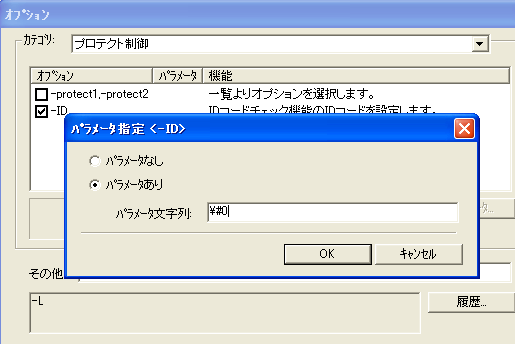 オプション
カテゴリ: プロテクト制御
オプション パラメータ 機能
-protect1,-protect2 一覧よりオプションを選択します。
-ID IDコードチェック機能のIDコードを設定します。
パラメータ指定 <-ID>
パラメータなし
パラメータあり
パラメータ文字列: ¥#0
OK キャンセル
その他
-L
履歴...